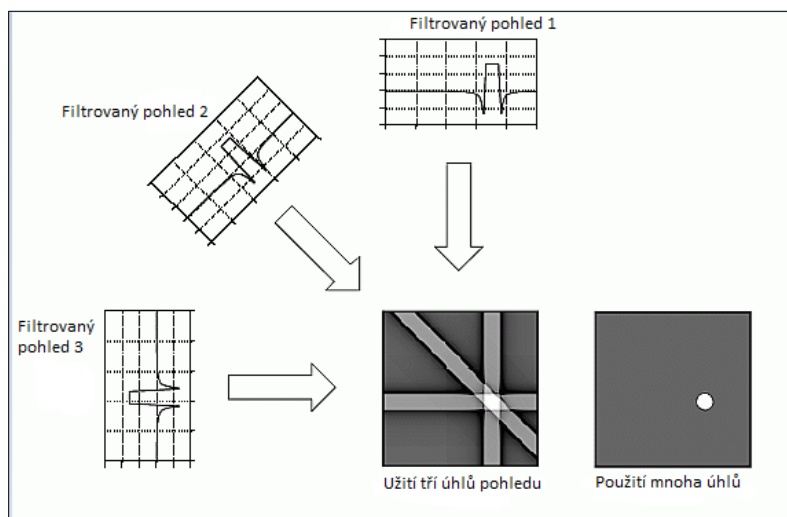 Filtrovaný pohled 1
Filtrovaný pohled 2
Filtrovaný
pohled 3
Užití tří úhlů pohledu
Použití mnoha úhlů